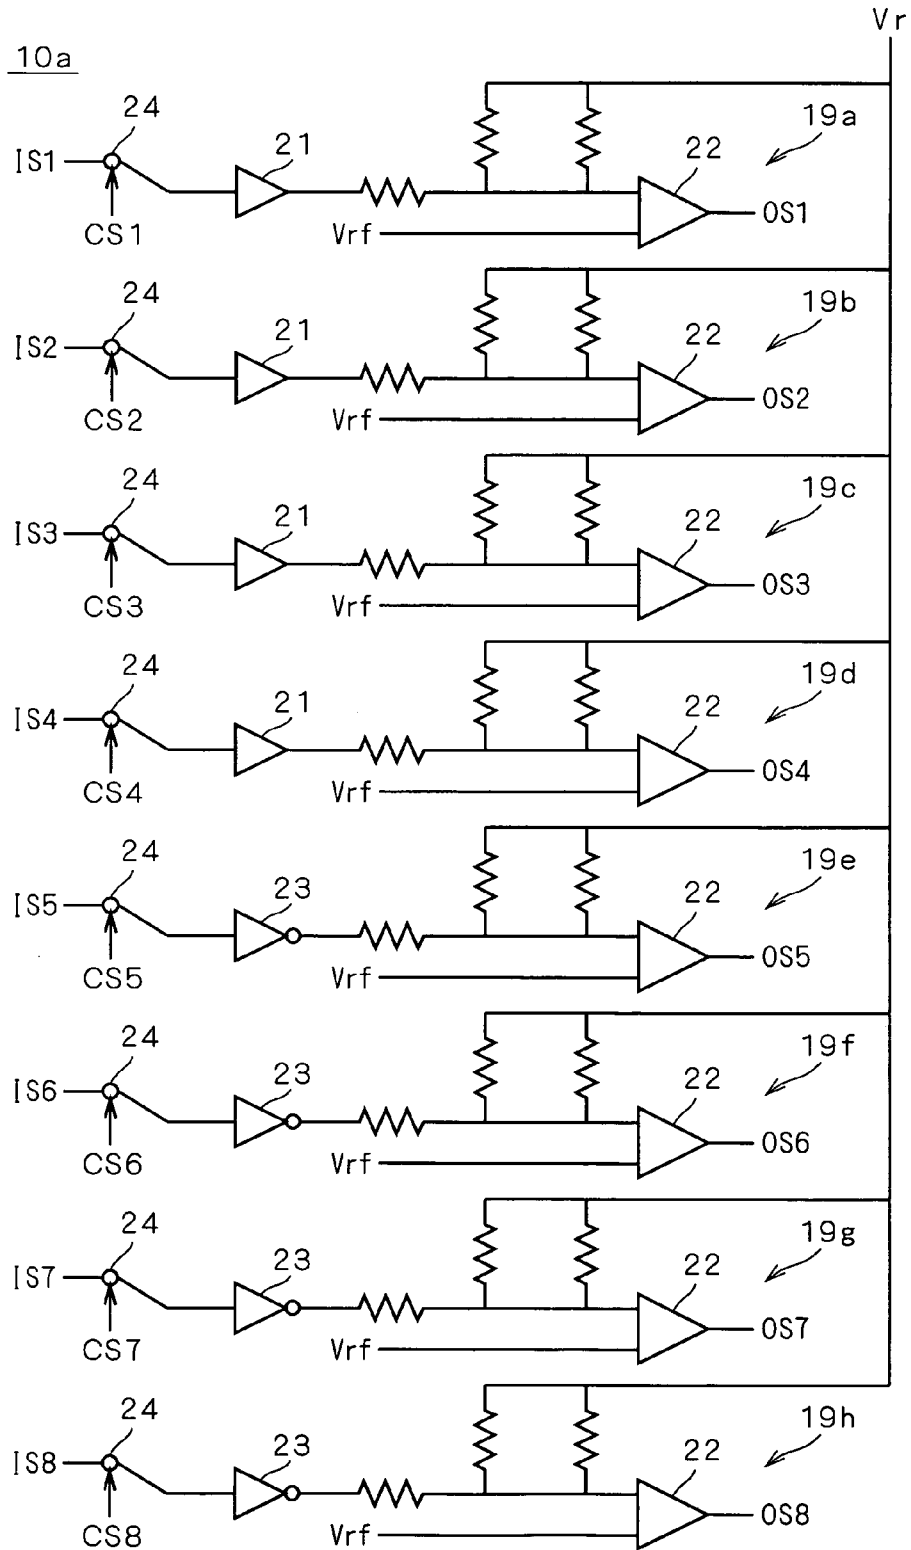 Vr
10a
24
21
22
19a
IS1
OS1
CS1
Vrf
24
21
22
19b
IS2
OS2
CS2
Vrf
24
21
22
19c
IS3
OS3
CS3
Vrf
24
21
22
19d
IS4
OS4
CS4
Vrf
24
23
22
19e
IS5
OS5
CS5
Vrf
24
23
22
19f
IS6
OS6
CS6
Vrf
24
23
22
19g
IS7
OS7
CS7
Vrf
24
23
22
19h
IS8
OS8
CS8
Vrf